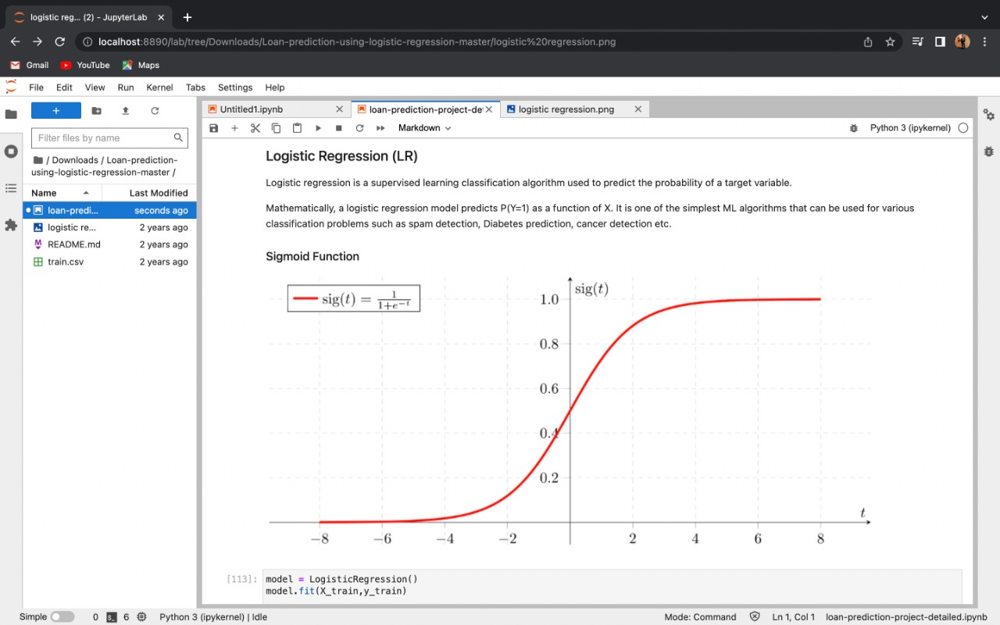 logistic reg... (2) - JupyterLab
localhost:8890/lab/tree/Downloads/Loan-prediction-using-logistic-regression-master/logistic%20regression.png
Gmail YouTube Maps
File Edit View Run Kernel Tabs Settings Help
Untitled1.ipynb loan-prediction-project-de logistic regression.png
Markdown Python 3 (ipykernel)
Filter files by name
/ Downloads / Loan-prediction-
using-logistic-regression-master /
Name Last Modified
loan-predi... seconds ago
logistic re... 2 years ago
README.md 2 years ago
train.csv 2 years ago
Logistic Regression (LR)
Logistic regression is a supervised learning classification algorithm used to predict the probability of a target variable.
Mathematically, a logistic regression model predicts P(Y=1) as a function of X. It is one of the simplest ML algorithms that can be used for various
classification problems such as spam detection, Diabetes prediction, cancer detection etc.
Sigmoid Function
sig(t)
sig(t) = 1/(1+e^{-t})
1.0
0.8
0.6
0.4
0.2
t
−8 −6 −4 −2 2 4 6 8
[113]: model = LogisticRegression()
model.fit(X_train,y_train)
Simple 0 $_ 6 Python 3 (ipykernel) | Idle Mode: Command Ln 1, Col 1 loan-prediction-project-detailed.ipynb